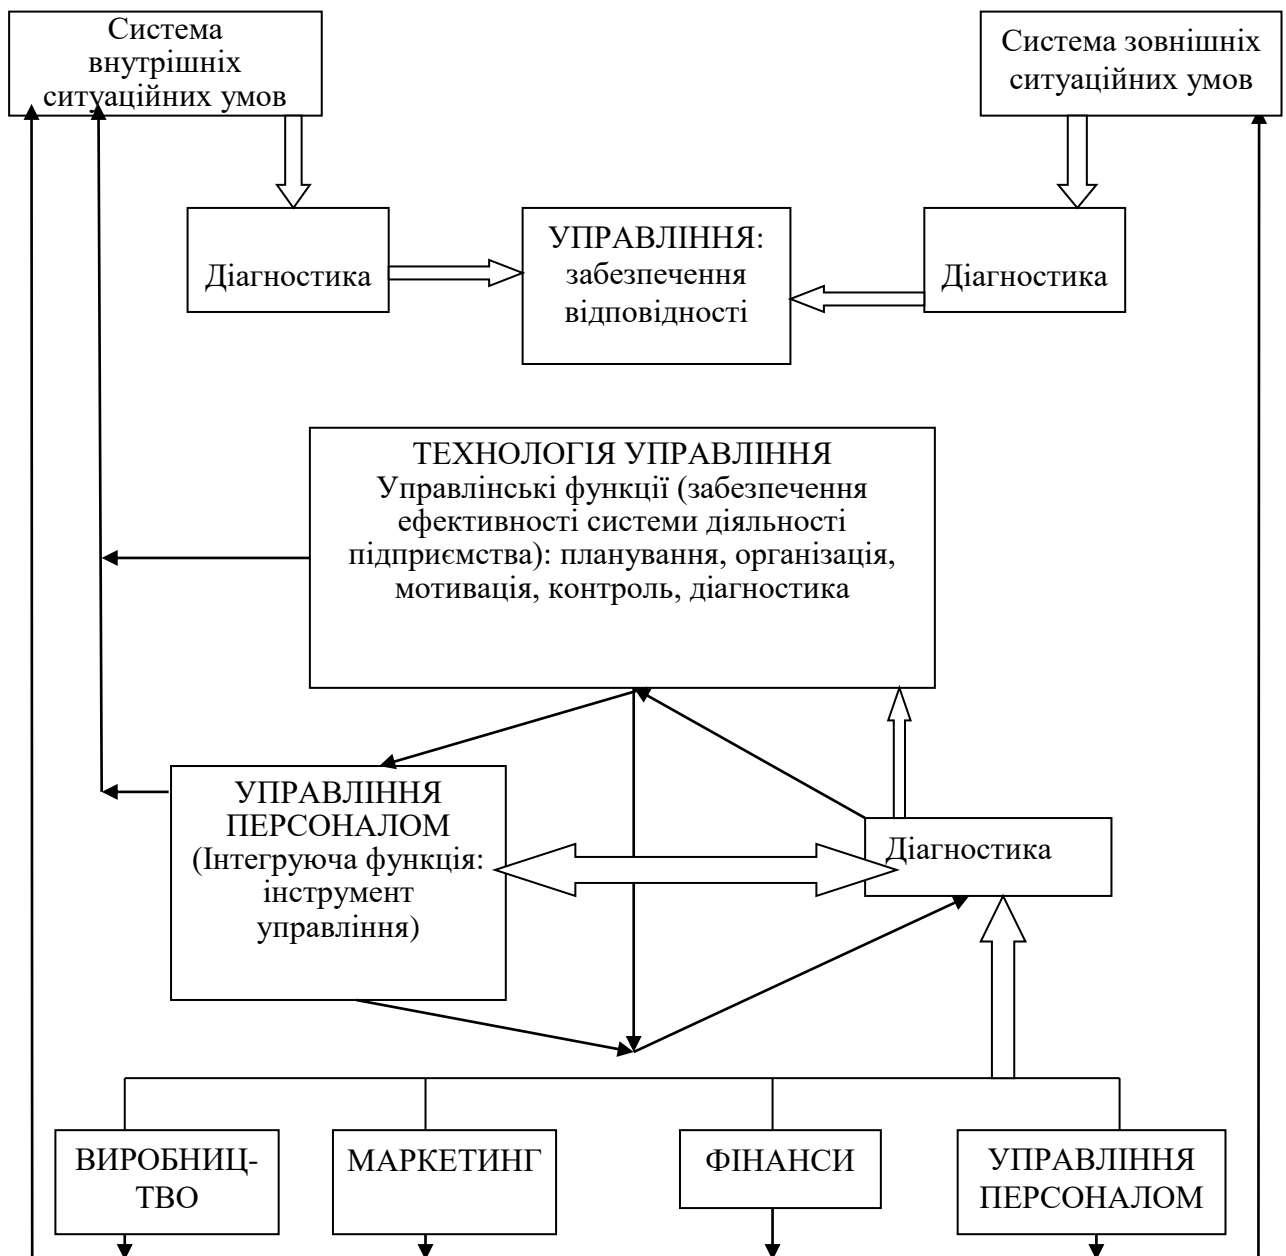 Система
внутрішніх
ситуаційних умов
Система зовнішніх
ситуаційних умов
Діагностика
УПРАВЛІННЯ:
забезпечення
відповідності
Діагностика
ТЕХНОЛОГІЯ УПРАВЛІННЯ
Управлінські функції (забезпечення
ефективності системи діяльності
підприємства): планування, організація,
мотивація, контроль, діагностика
УПРАВЛІННЯ
ПЕРСОНАЛОМ
(Інтегруюча функція:
інструмент
управління)
Діагностика
ВИРОБНИЦ-
ТВО
МАРКЕТИНГ
ФІНАНСИ
УПРАВЛІННЯ
ПЕРСОНАЛОМ